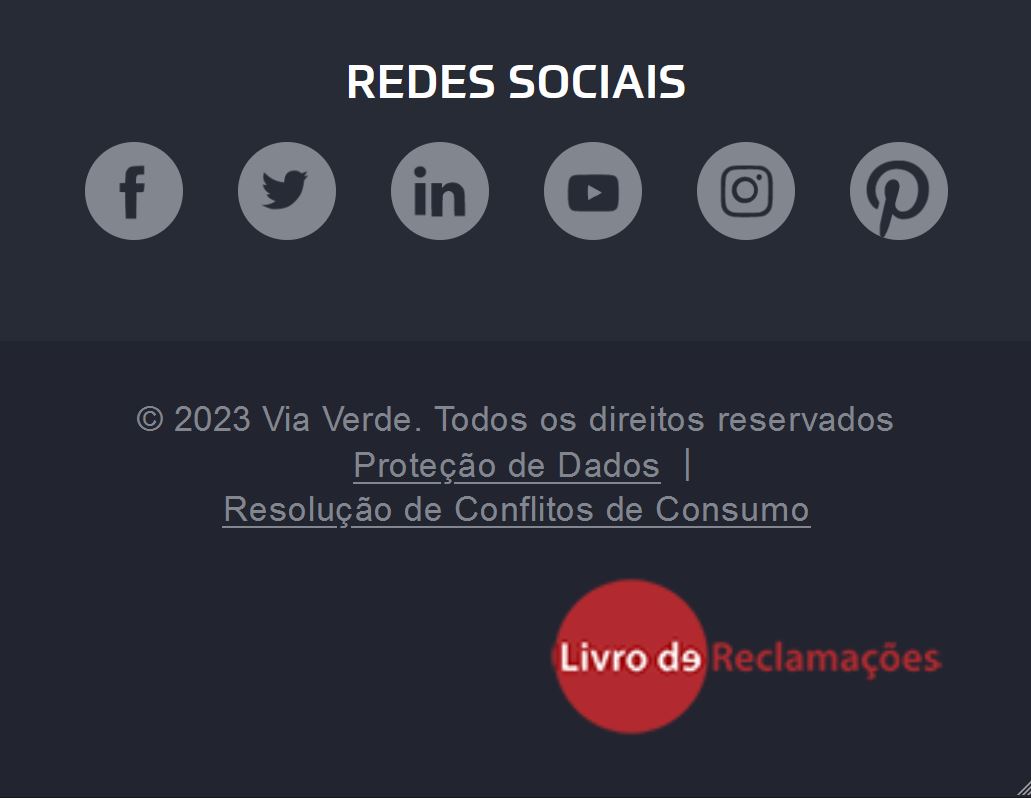 REDES SOCIAIS
© 2023 Via Verde. Todos os direitos reservados
Proteção de Dados |
Resolução de Conflitos de Consumo
Livro de Reclamações